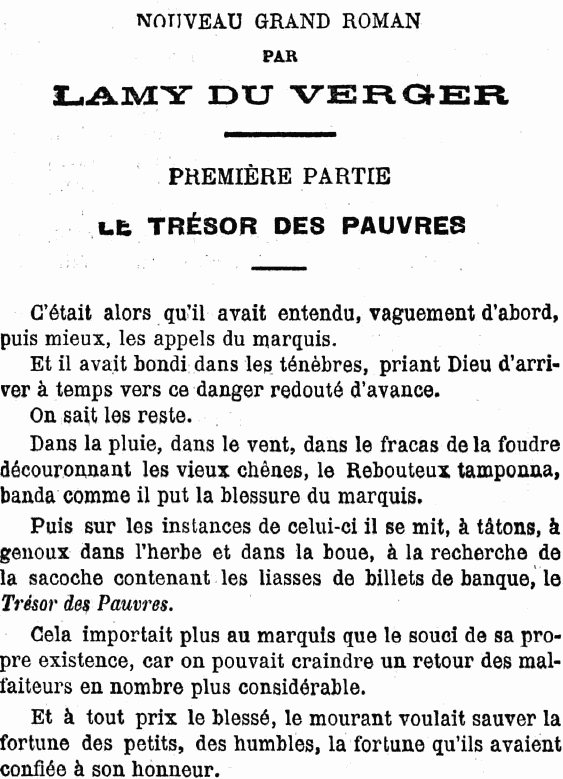 NOUVEAU GRAND ROMAN
PAR
LAMY DU VERGER
PREMIÈRE PARTIE
LE TRÉSOR DES PAUVRES
C'était alors qu'il avait entendu, vaguement d'abord,
puis mieux, les appels du marquis.
Et il avait bondi dans les ténèbres, priant Dieu d'arri-
ver à temps vers ce danger redouté d'avance.
On sait les reste.
Dans la pluie, dans le vent, dans le fracas de la foudre
découronnant les vieux chênes, le Rebouteux tamponna,
banda comme il put la blessure du marquis.
Puis sur les instances de celui-ci il se mit, à tâtons, à
genoux dans l'herbe et dans la boue, à la recherche de
la sacoche contenant les liasses de billets de banque, le
Trésor des Pauvres.
Cela importait plus au marquis que le souci de sa pro-
pre existence, car on pouvait craindre un retour des mal-
faiteurs en nombre plus considérable.
Et à tout prix le blessé, le mourant voulait sauver la
fortune des petits, des humbles, la fortune qu'ils avaient
confiée à son honneur.